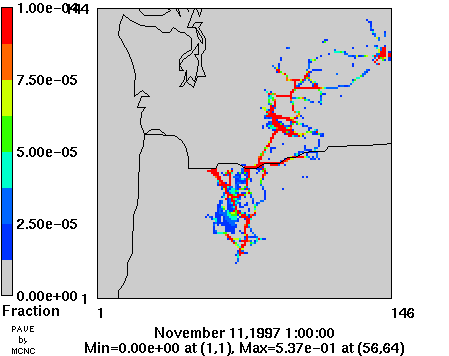 1.00e-04
144
7.50e-05
5.00e-05
2.50e-05
0.00e+00
1
Fraction
1
146
PAVE
by
MCNC
November 11,1997 1:00:00
Min=0.00e+00 at (1,1), Max=5.37e-01 at (56,64)